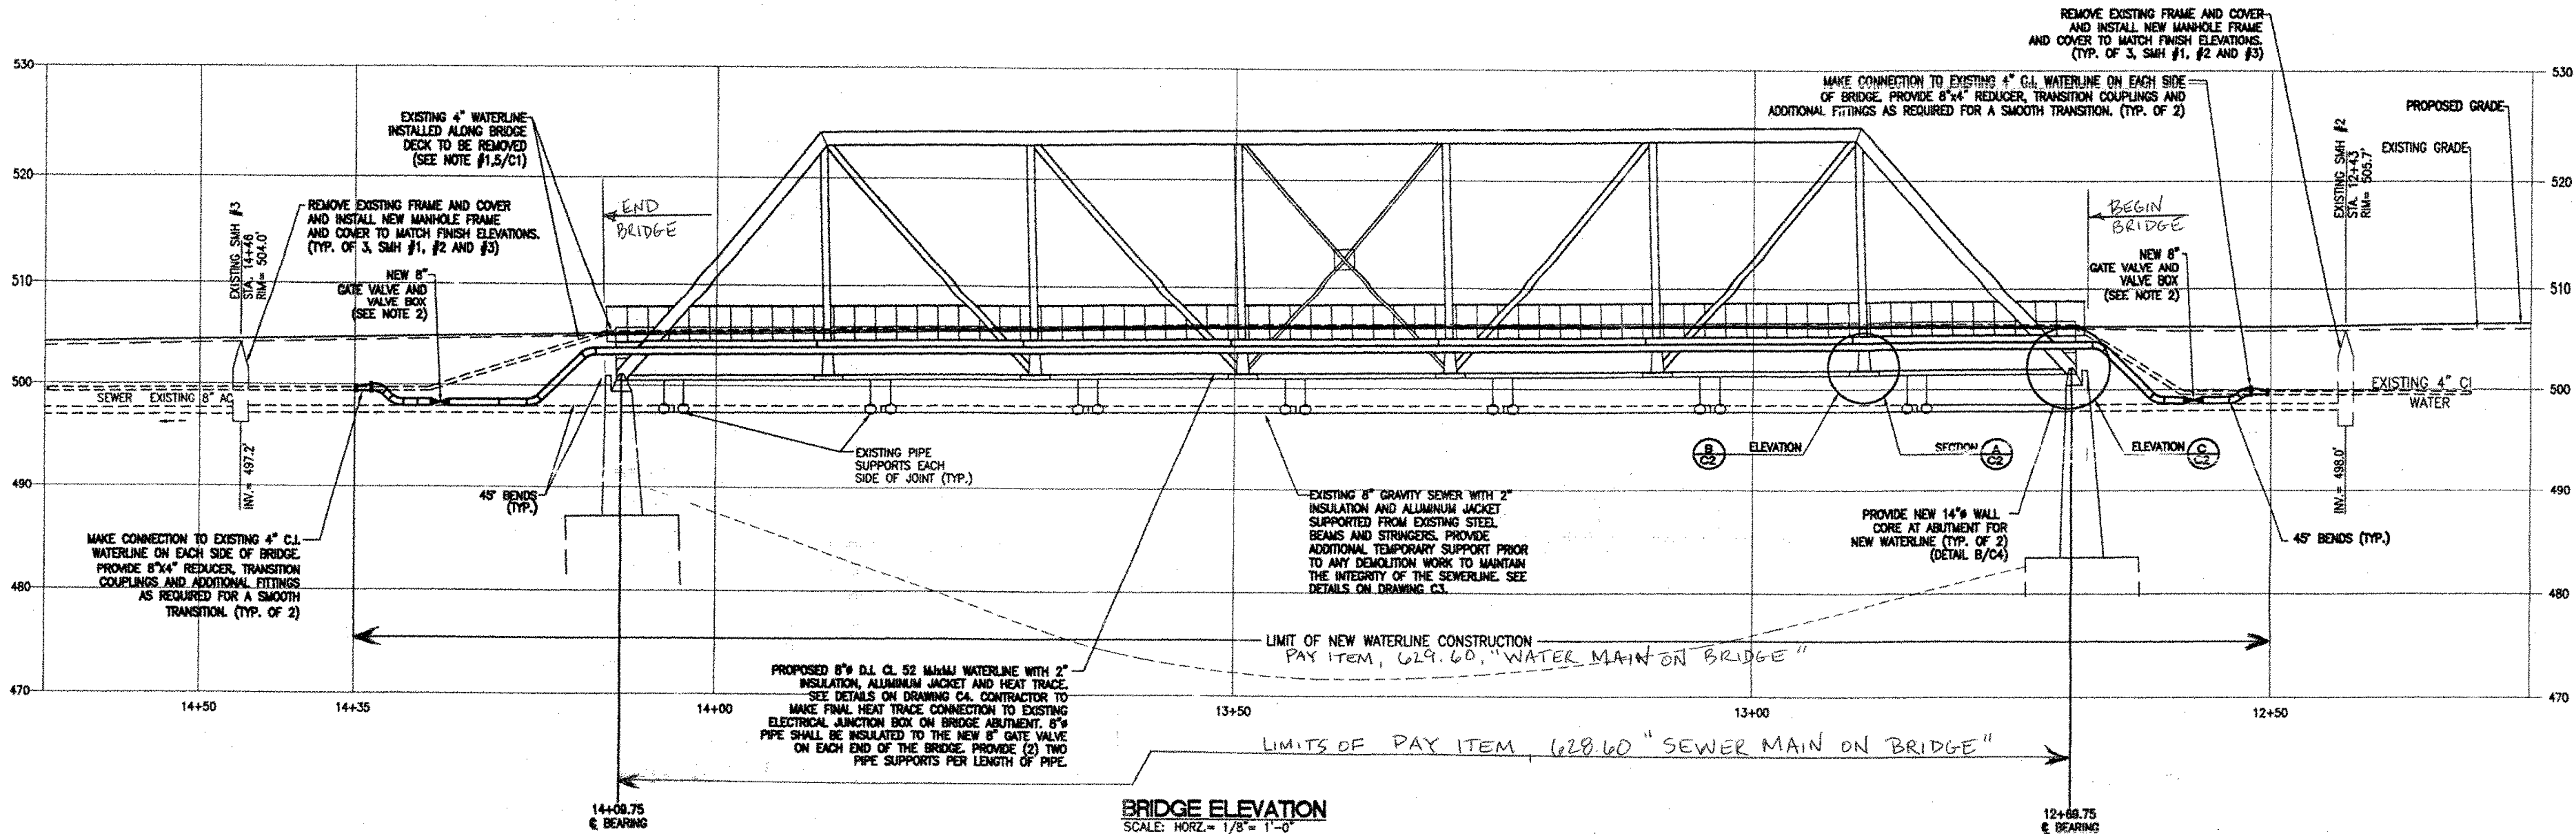 REMOVE EXISTING FRAME AND COVER
AND INSTALL NEW MANHOLE FRAME
AND COVER TO MATCH FINISH ELEVATIONS.
(TYP. OF 3, SMH #1, #2 AND #3)
530
530
MAKE CONNECTION TO EXISTING 4" C.I. WATERLINE ON EACH SIDE
OF BRIDGE. PROVIDE 8"x4" REDUCER, TRANSITION COUPLINGS AND
ADDITIONAL FITTINGS AS REQUIRED FOR A SMOOTH TRANSITION. (TYP. OF 2)
PROPOSED GRADE
EXISTING GRADE
EXISTING 4" WATERLINE
INSTALLED ALONG BRIDGE
DECK TO BE REMOVED
(SEE NOTE #1,5/C1)
EXISTING SMH #2
STA. 12+43
RIM= 505.7'
520
520
REMOVE EXISTING FRAME AND COVER
AND INSTALL NEW MANHOLE FRAME
AND COVER TO MATCH FINISH ELEVATIONS.
(TYP. OF 3, SMH #1, #2 AND #3)
END
BRIDGE
BEGIN
BRIDGE
EXISTING SMH #3
STA. 14+46
RIM= 504.0'
NEW 8"
GATE VALVE AND
VALVE BOX
(SEE NOTE 2)
NEW 8"
GATE VALVE AND
VALVE BOX
(SEE NOTE 2)
510
510
500
500
SEWER EXISTING 8" AC
EXISTING 4" CI
WATER
INV.= 497.2'
INV.= 498.0'
EXISTING PIPE
SUPPORTS EACH
SIDE OF JOINT (TYP.)
B
C2
ELEVATION
SECTION
A
C2
ELEVATION
C
C2
490
490
45° BENDS
(TYP.)
EXISTING 8" GRAVITY SEWER WITH 2"
INSULATION AND ALUMINUM JACKET
SUPPORTED FROM EXISTING STEEL
BEAMS AND STRINGERS. PROVIDE
ADDITIONAL TEMPORARY SUPPORT PRIOR
TO ANY DEMOLITION WORK TO MAINTAIN
THE INTEGRITY OF THE SEWERLINE. SEE
DETAILS ON DRAWING C3.
PROVIDE NEW 14"ø WALL
CORE AT ABUTMENT FOR
NEW WATERLINE (TYP. OF 2)
(DETAIL B/C4)
45° BENDS (TYP.)
MAKE CONNECTION TO EXISTING 4" C.I.
WATERLINE ON EACH SIDE OF BRIDGE.
PROVIDE 8"X4" REDUCER, TRANSITION
COUPLINGS AND ADDITIONAL FITTINGS
AS REQUIRED FOR A SMOOTH
TRANSITION. (TYP. OF 2)
480
480
LIMIT OF NEW WATERLINE CONSTRUCTION
PAY ITEM, 629.60, "WATER MAIN ON BRIDGE"
PROPOSED 8"ø D.I. CL 52 MJxMJ WATERLINE WITH 2"
INSULATION, ALUMINUM JACKET AND HEAT TRACE.
SEE DETAILS ON DRAWING C4. CONTRACTOR TO
MAKE FINAL HEAT TRACE CONNECTION TO EXISTING
ELECTRICAL JUNCTION BOX ON BRIDGE ABUTMENT. 8"ø
PIPE SHALL BE INSULATED TO THE NEW 8" GATE VALVE
ON EACH END OF THE BRIDGE. PROVIDE (2) TWO
PIPE SUPPORTS PER LENGTH OF PIPE.
470
470
14+50
14+35
14+00
13+50
13+00
12+50
LIMITS OF PAY ITEM, 628.60 "SEWER MAIN ON BRIDGE"
14+09.75
℄ BEARING
BRIDGE ELEVATION
SCALE: HORZ.= 1/8"= 1'-0"
12+69.75
℄ BEARING